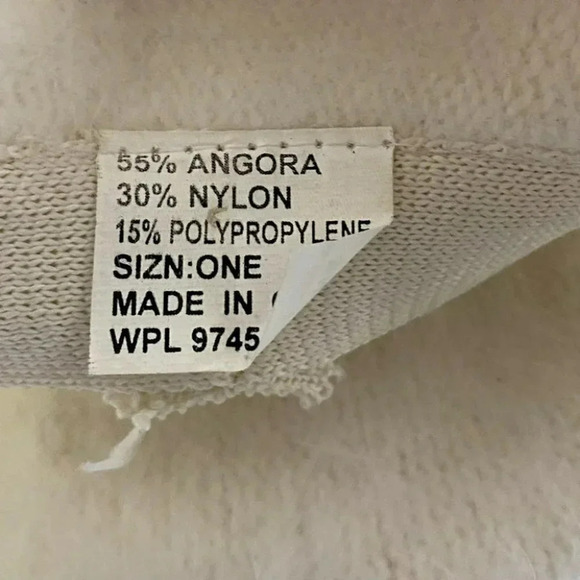 55% ANGORA
30% NYLON
15% POLYPROPYLENE
SIZN:ONE
MADE IN
WPL 9745